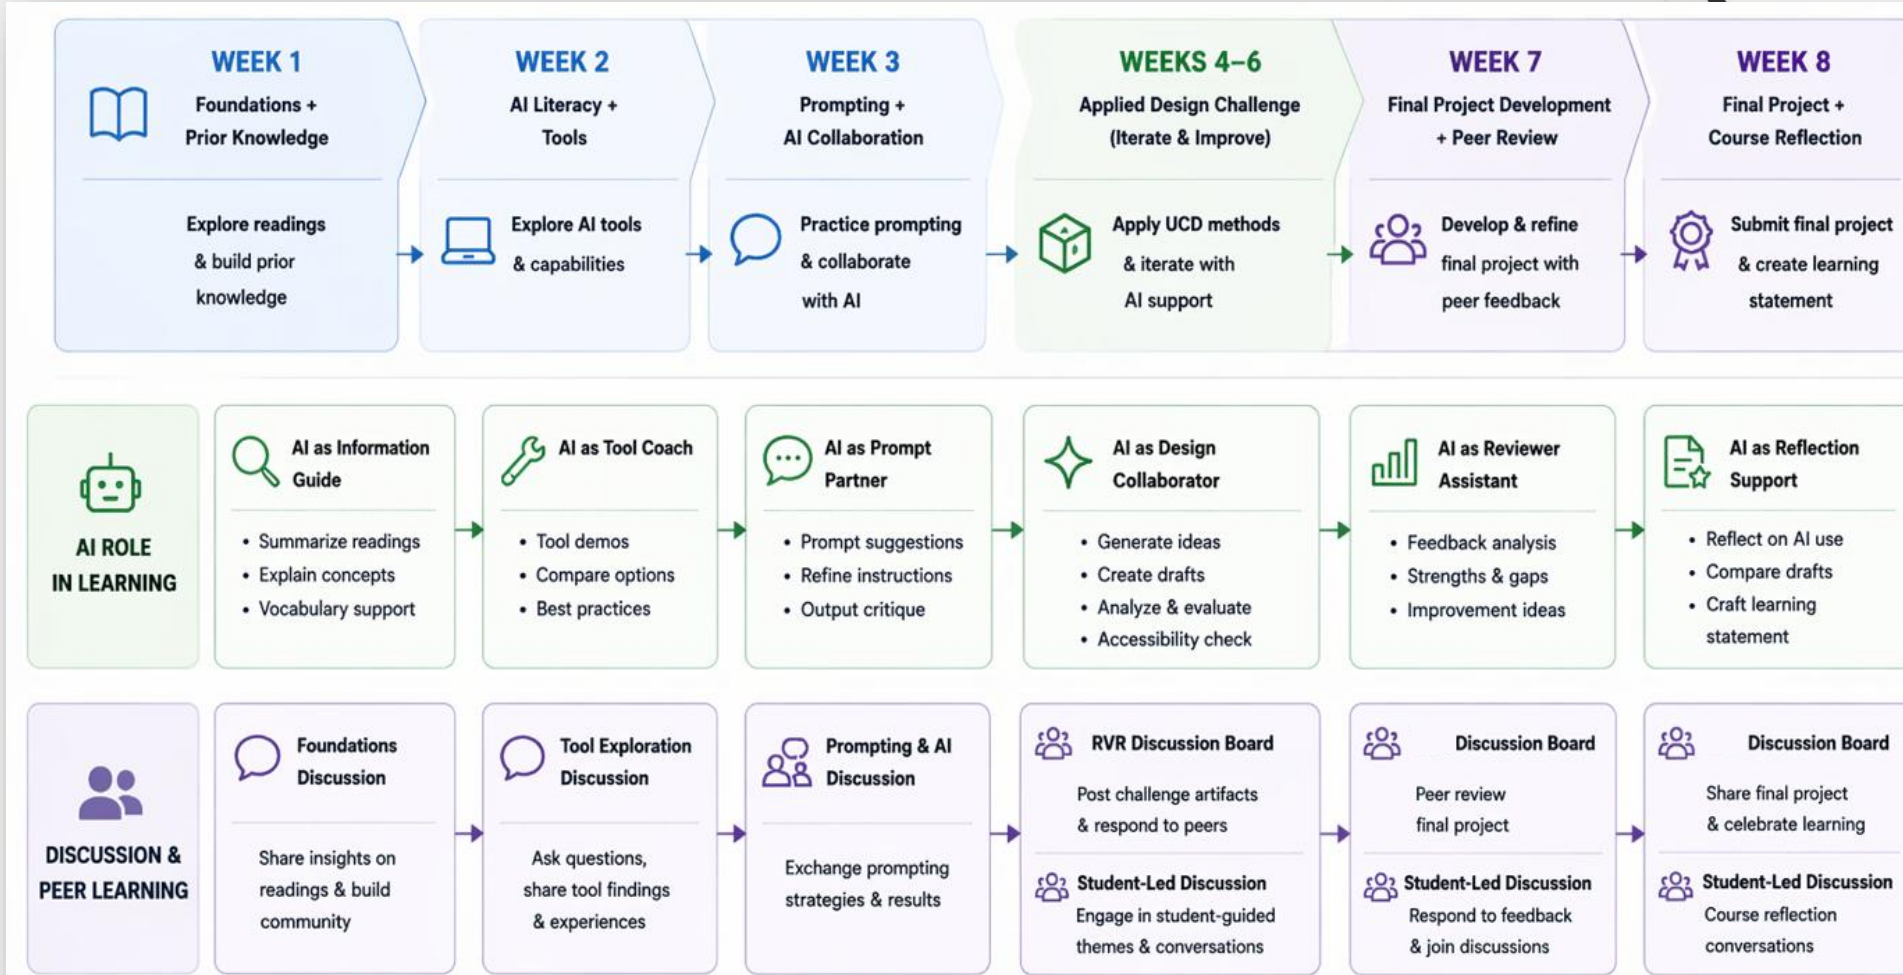 WEEK 1
Foundations +
Prior Knowledge
Explore readings
& build prior
knowledge
WEEK 2
AI Literacy +
Tools
Explore AI tools
& capabilities
WEEK 3
Prompting +
AI Collaboration
Practice prompting
& collaborate
with AI
WEEKS 4–6
Applied Design Challenge
(Iterate & Improve)
Apply UCD methods
& iterate with
AI support
WEEK 7
Final Project Development
+ Peer Review
Develop & refine
final project with
peer feedback
WEEK 8
Final Project +
Course Reflection
Submit final project
& create learning
statement
AI ROLE
IN LEARNING
AI as Information
Guide
• Summarize readings
• Explain concepts
• Vocabulary support
AI as Tool Coach
• Tool demos
• Compare options
• Best practices
AI as Prompt
Partner
• Prompt suggestions
• Refine instructions
• Output critique
AI as Design
Collaborator
• Generate ideas
• Create drafts
• Analyze & evaluate
• Accessibility check
AI as Reviewer
Assistant
• Feedback analysis
• Strengths & gaps
• Improvement ideas
AI as Reflection
Support
• Reflect on AI use
• Compare drafts
• Craft learning
statement
DISCUSSION &
PEER LEARNING
Foundations
Discussion
Share insights on
readings & build
community
Tool Exploration
Discussion
Ask questions,
share tool findings
& experiences
Prompting & AI
Discussion
Exchange prompting
strategies & results
RVR Discussion Board
Post challenge artifacts
& respond to peers
Student-Led Discussion
Engage in student-guided
themes & conversations
Discussion Board
Peer review
final project
Student-Led Discussion
Respond to feedback
& join discussions
Discussion Board
Share final project
& celebrate learning
Student-Led Discussion
Course reflection
conversations